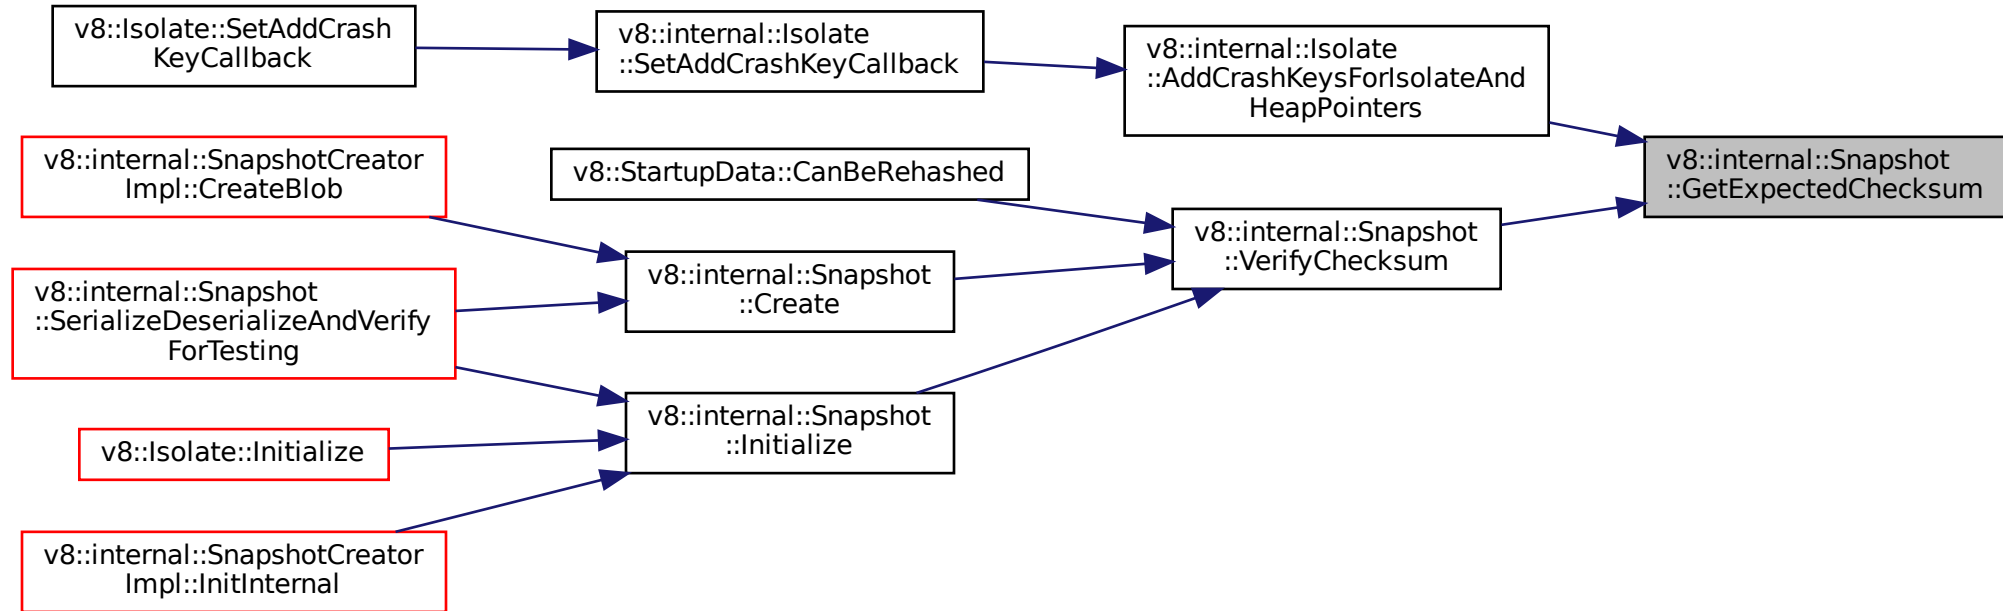 v8::Isolate::SetAddCrash
KeyCallback
v8::internal::Isolate
::SetAddCrashKeyCallback
v8::internal::Isolate
::AddCrashKeysForIsolateAnd
HeapPointers
v8::internal::Snapshot
::GetExpectedChecksum
v8::internal::SnapshotCreator
Impl::CreateBlob
v8::StartupData::CanBeRehashed
v8::internal::Snapshot
::VerifyChecksum
v8::internal::Snapshot
::Create
v8::internal::Snapshot
::SerializeDeserializeAndVerify
ForTesting
v8::internal::Snapshot
::Initialize
v8::Isolate::Initialize
v8::internal::SnapshotCreator
Impl::InitInternal